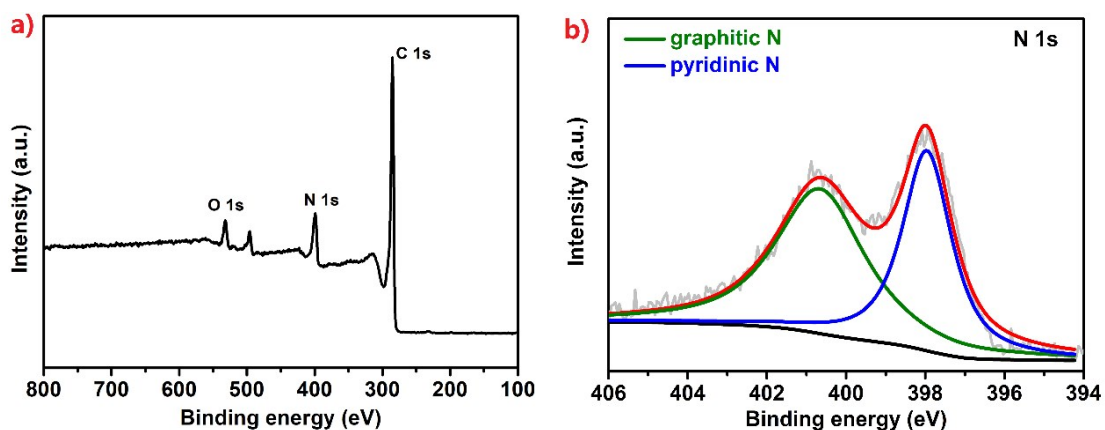 a)
C 1s
O 1s
N 1s
Intensity (a.u.)
800 700 600 500 400 300 200 100
Binding energy (eV)
b)
graphitic N
pyridinic N
N 1s
Intensity (a.u.)
406 404 402 400 398 396 394
Binding energy (eV)